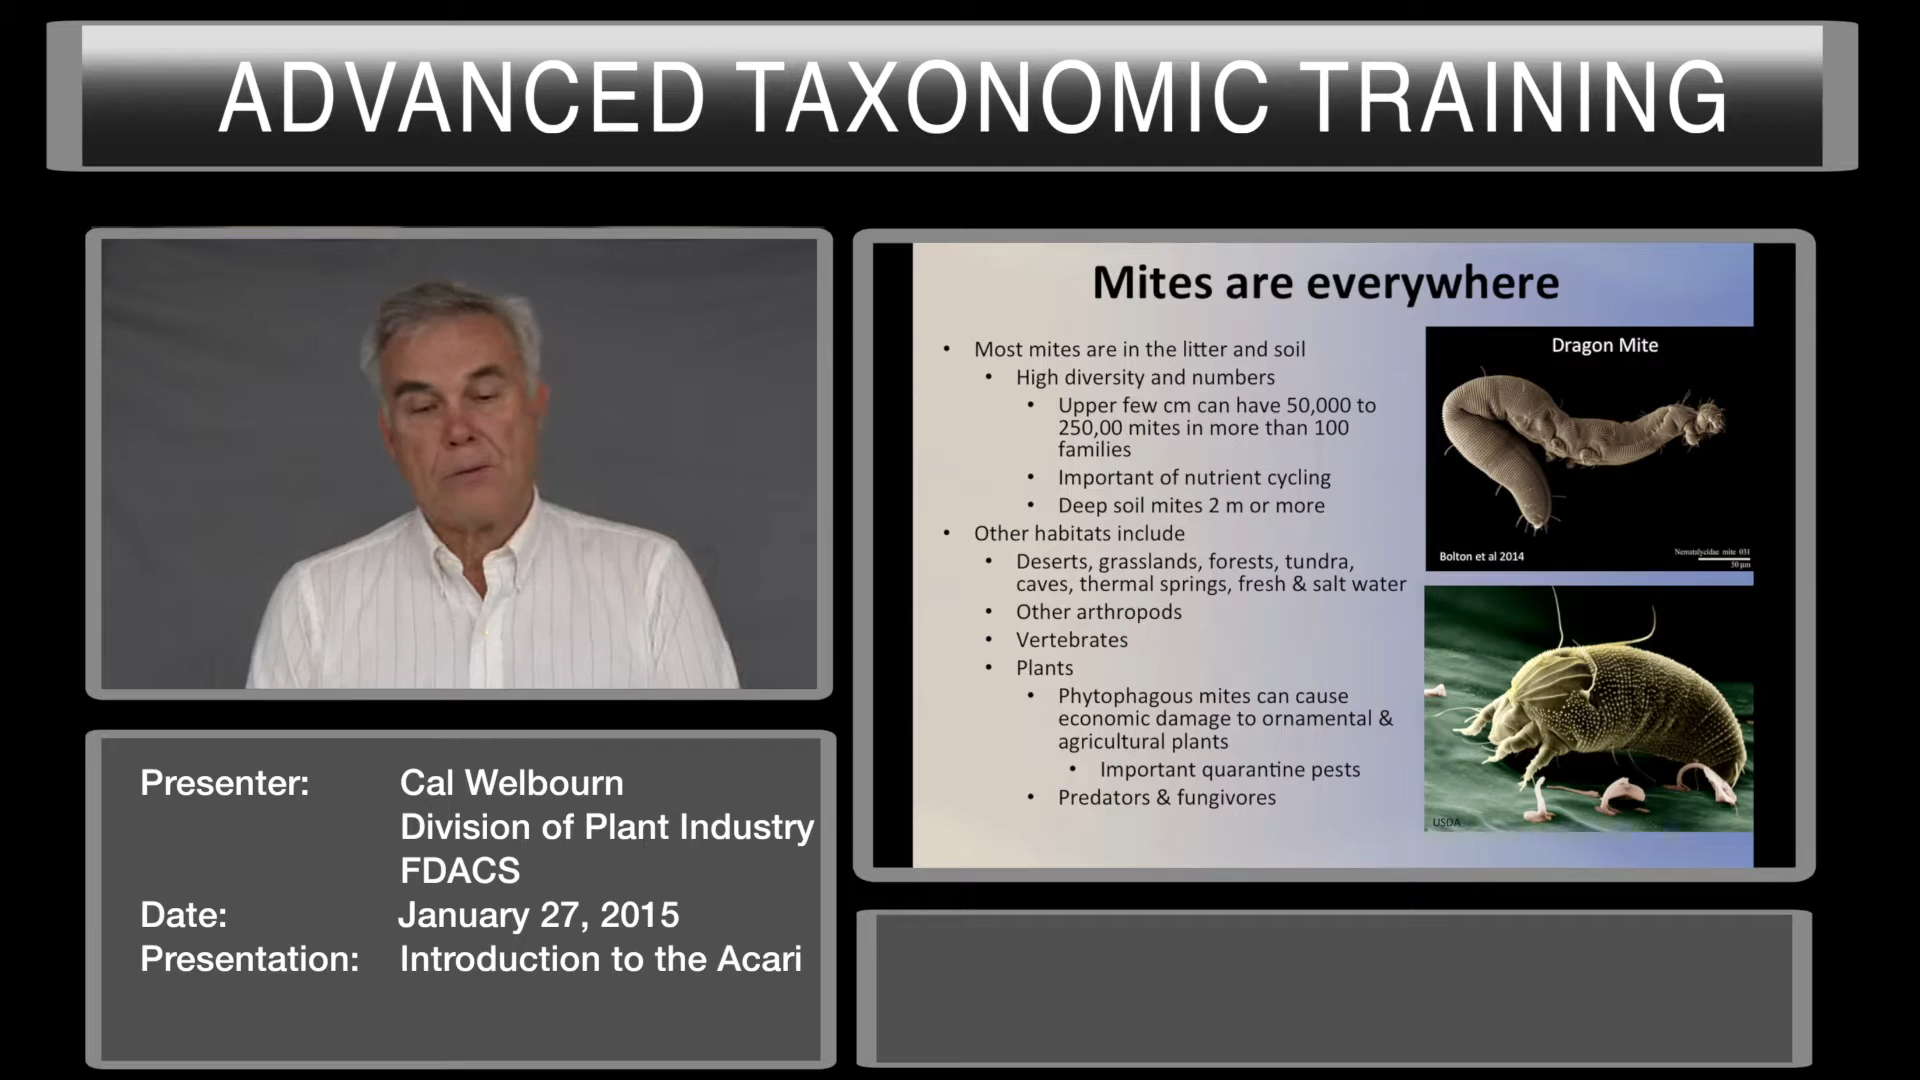 ADVANCED TAXONOMIC TRAINING
Mites are everywhere
• Most mites are in the litter and soil
• High diversity and numbers
• Upper few cm can have 50,000 to
250,00 mites in more than 100
families
• Important of nutrient cycling
• Deep soil mites 2 m or more
• Other habitats include
• Deserts, grasslands, forests, tundra,
caves, thermal springs, fresh & salt water
• Other arthropods
• Vertebrates
• Plants
• Phytophagous mites can cause
economic damage to ornamental &
agricultural plants
• Important quarantine pests
• Predators & fungivores
Dragon Mite
Bolton et al 2014
Nematalycidae mite 031
50 µm
USDA
Presenter: Cal Welbourn
Division of Plant Industry
FDACS
Date: January 27, 2015
Presentation: Introduction to the Acari